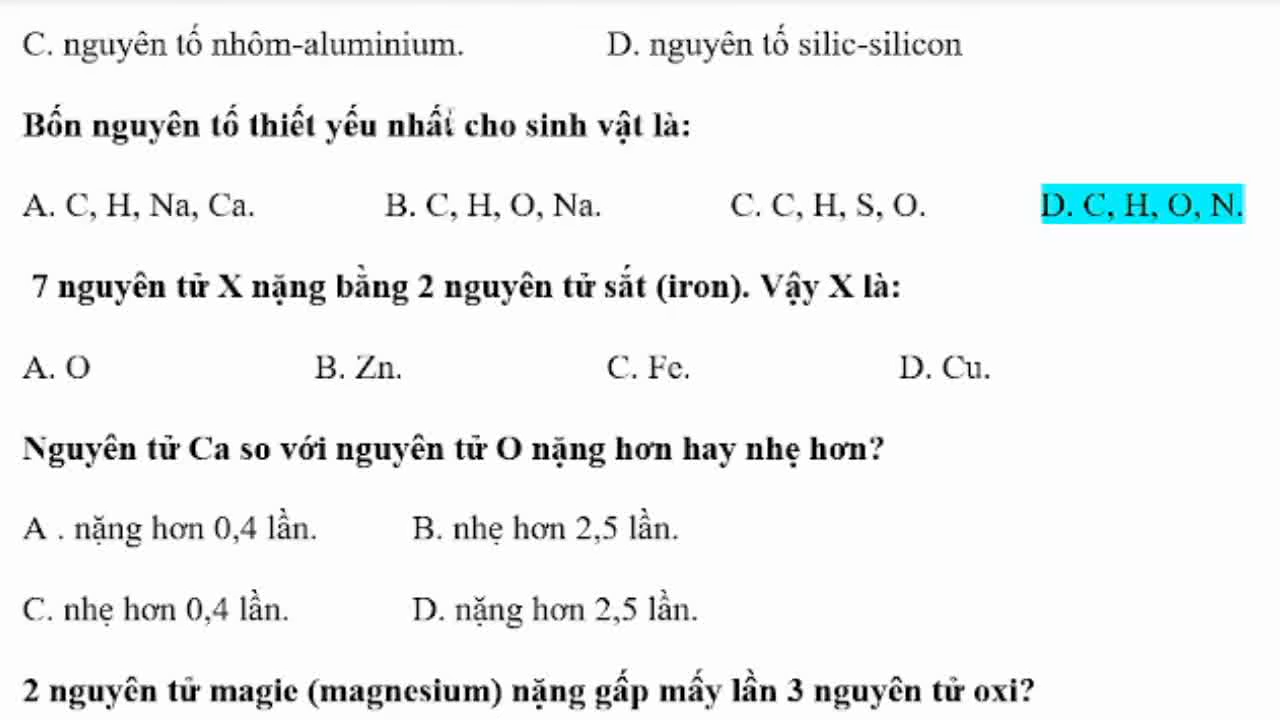 C. nguyên tố nhôm-aluminium. D. nguyên tố silic-silicon
Bốn nguyên tố thiết yếu nhất cho sinh vật là:
A. C, H, Na, Ca. B. C, H, O, Na. C. C, H, S, O. D. C, H, O, N.
7 nguyên tử X nặng bằng 2 nguyên tử sắt (iron). Vậy X là:
A. O B. Zn. C. Fe. D. Cu.
Nguyên tử Ca so với nguyên tử O nặng hơn hay nhẹ hơn?
A . nặng hơn 0,4 lần. B. nhẹ hơn 2,5 lần.
C. nhẹ hơn 0,4 lần. D. nặng hơn 2,5 lần.
2 nguyên tử magie (magnesium) nặng gấp mấy lần 3 nguyên tử oxi?